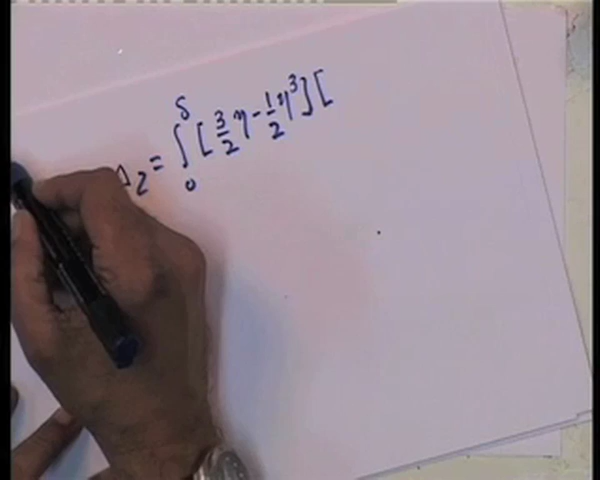 Δ₂ = ∫₀^δ [3/2 η - 1/2 η³] [